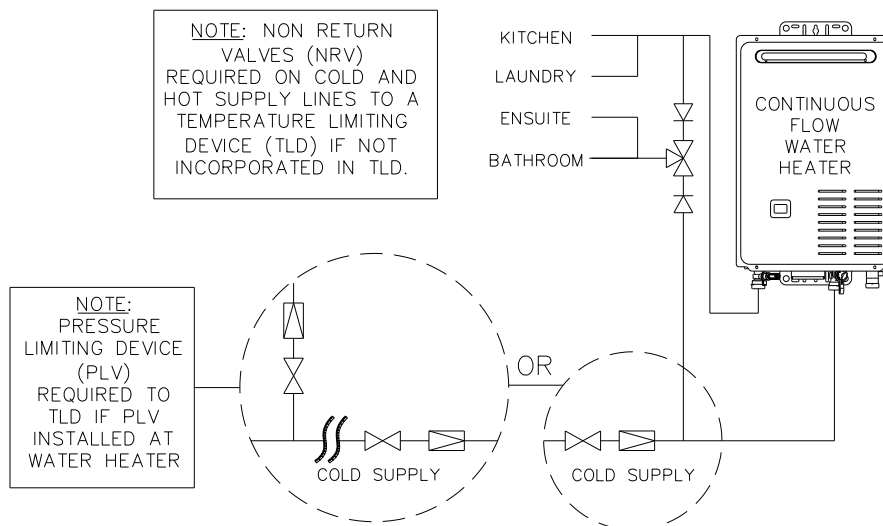 NOTE: NON RETURN
VALVES (NRV)
REQUIRED ON COLD AND
HOT SUPPLY LINES TO A
TEMPERATURE LIMITING
DEVICE (TLD) IF NOT
INCORPORATED IN TLD.
KITCHEN
LAUNDRY
ENSUITE
BATHROOM
CONTINUOUS
FLOW
WATER
HEATER
NOTE:
PRESSURE
LIMITING DEVICE
(PLV)
REQUIRED TO
TLD IF PLV
INSTALLED AT
WATER HEATER
OR
COLD SUPPLY
COLD SUPPLY